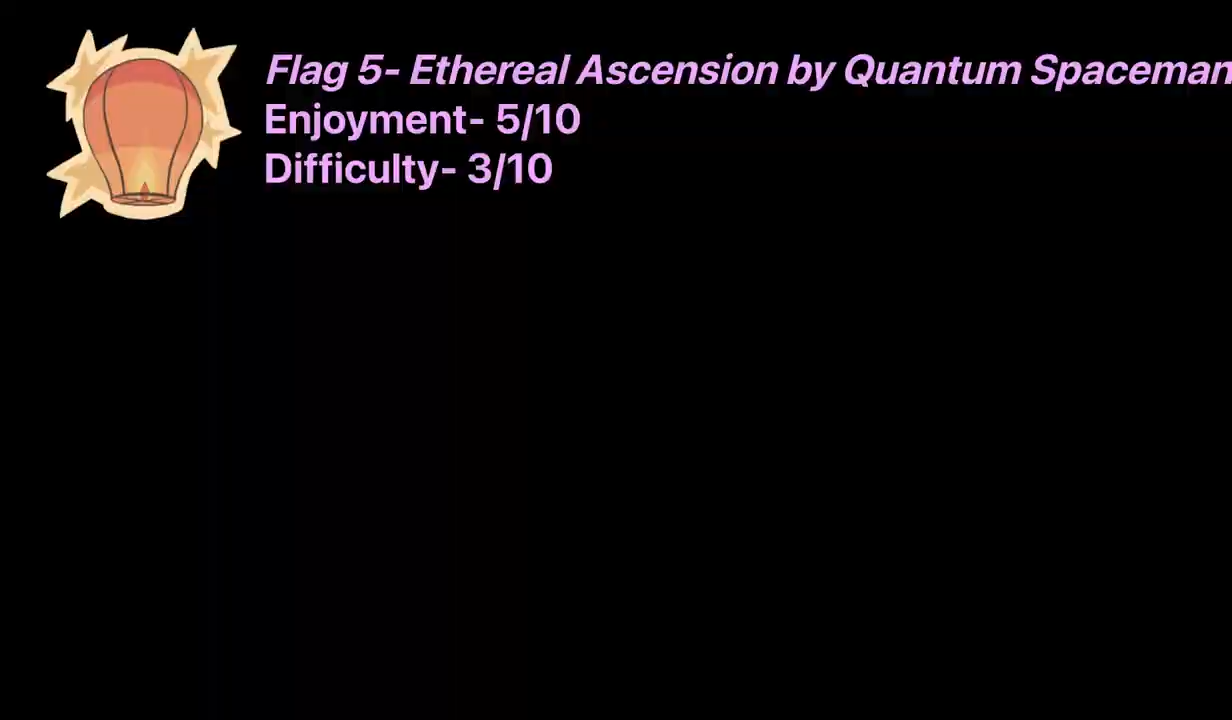 Flag 5- Ethereal Ascension by Quantum Spaceman
Enjoyment- 5/10
Difficulty- 3/10